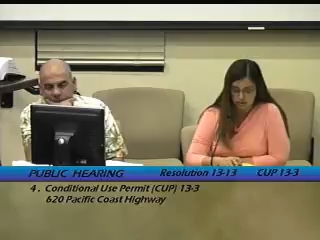 PUBLIC HEARING Resolution 13-13 CUP 13-3
4. Conditional Use Permit (CUP) 13-3
620 Pacific Coast Highway